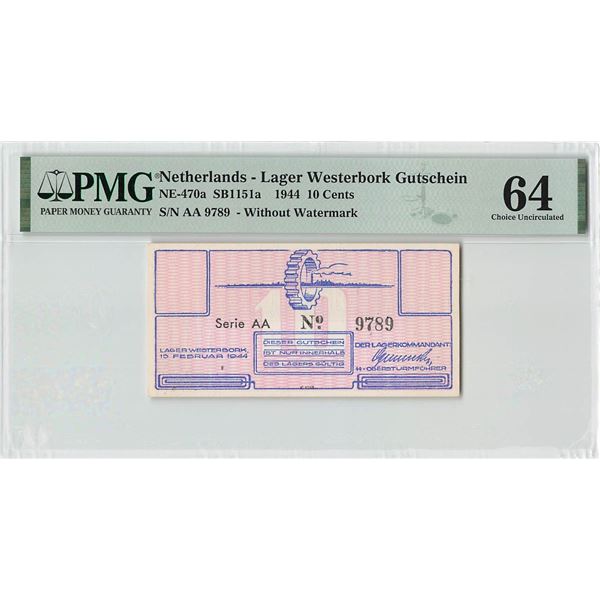 PMG
PAPER MONEY GUARANTY
Netherlands - Lager Westerbork Gutschein
NE-470a SB1151a 1944 10 Cents
S/N AA 9789 - Without Watermark
64
Choice Uncirculated
10
Serie AA Nº. 9789
LAGER WESTERBORK,
15 FEBRUAR 1944
DIESER GUTSCHEIN
IST NUR INNERHALB
DES LAGERS GÜLTIG
DER LAGERKOMMANDANT:
OBERSTURMFÜHRER